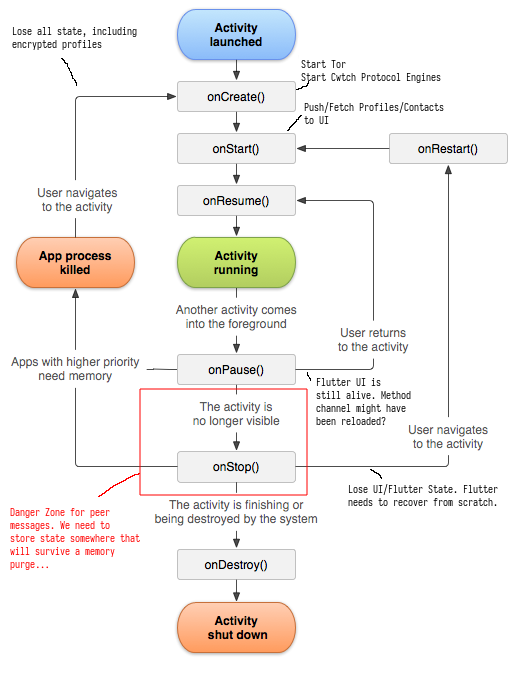 Lose all state, including
encrypted profiles
Activity
launched
Start Tor
Start Cwtch Protocol Engines
onCreate()
Push/Fetch Profiles/Contacts
to UI
onStart()
onRestart()
User navigates
to the activity
onResume()
App process
killed
Activity
running
Another activity comes
into the foreground
User returns
to the activity
Apps with higher priority
need memory
onPause()
Flutter UI is
still alive. Method
channel might have
been reloaded?
The activity is
no longer visible
User navigates
to the activity
onStop()
Lose UI/Flutter State. Flutter
needs to recover from scratch.
Danger Zone for peer
messages. We need to
store state somewhere that
will survive a memory
purge...
The activity is finishing or
being destroyed by the system
onDestroy()
Activity
shut down